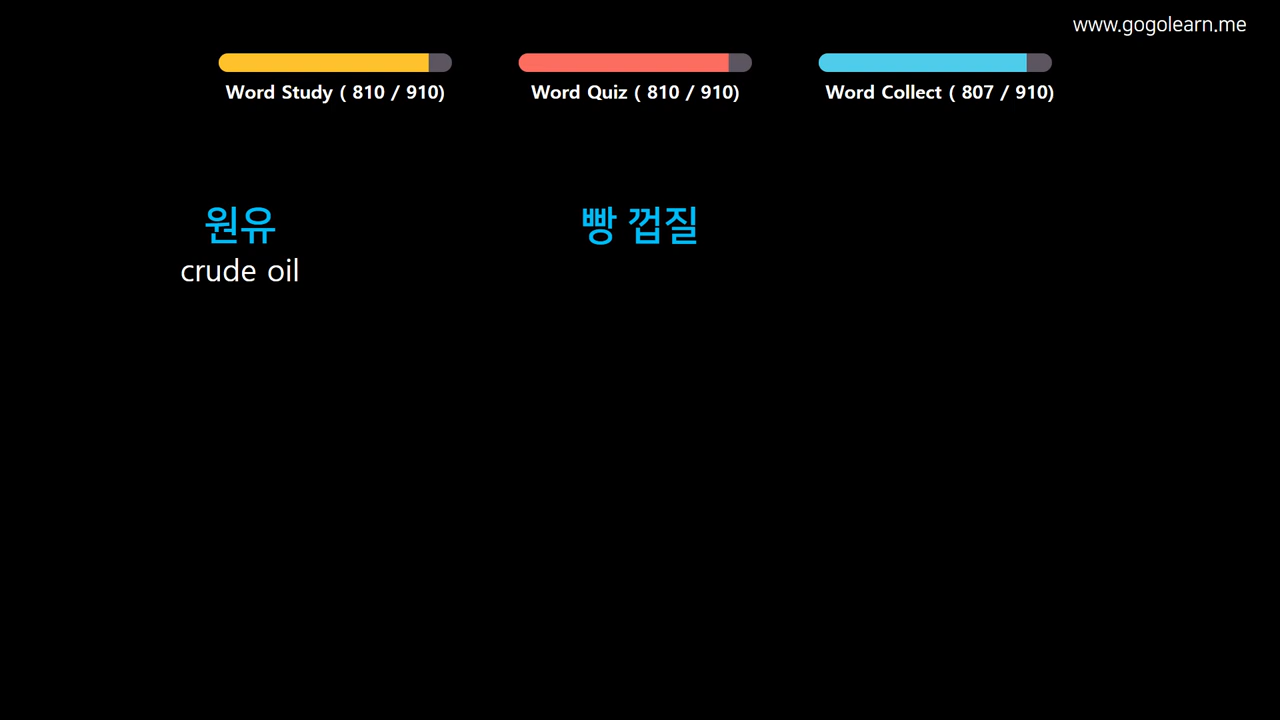 www.gogolearn.me
Word Study ( 810 / 910)
Word Quiz ( 810 / 910)
Word Collect ( 807 / 910)
원유
crude oil
빵 껍질